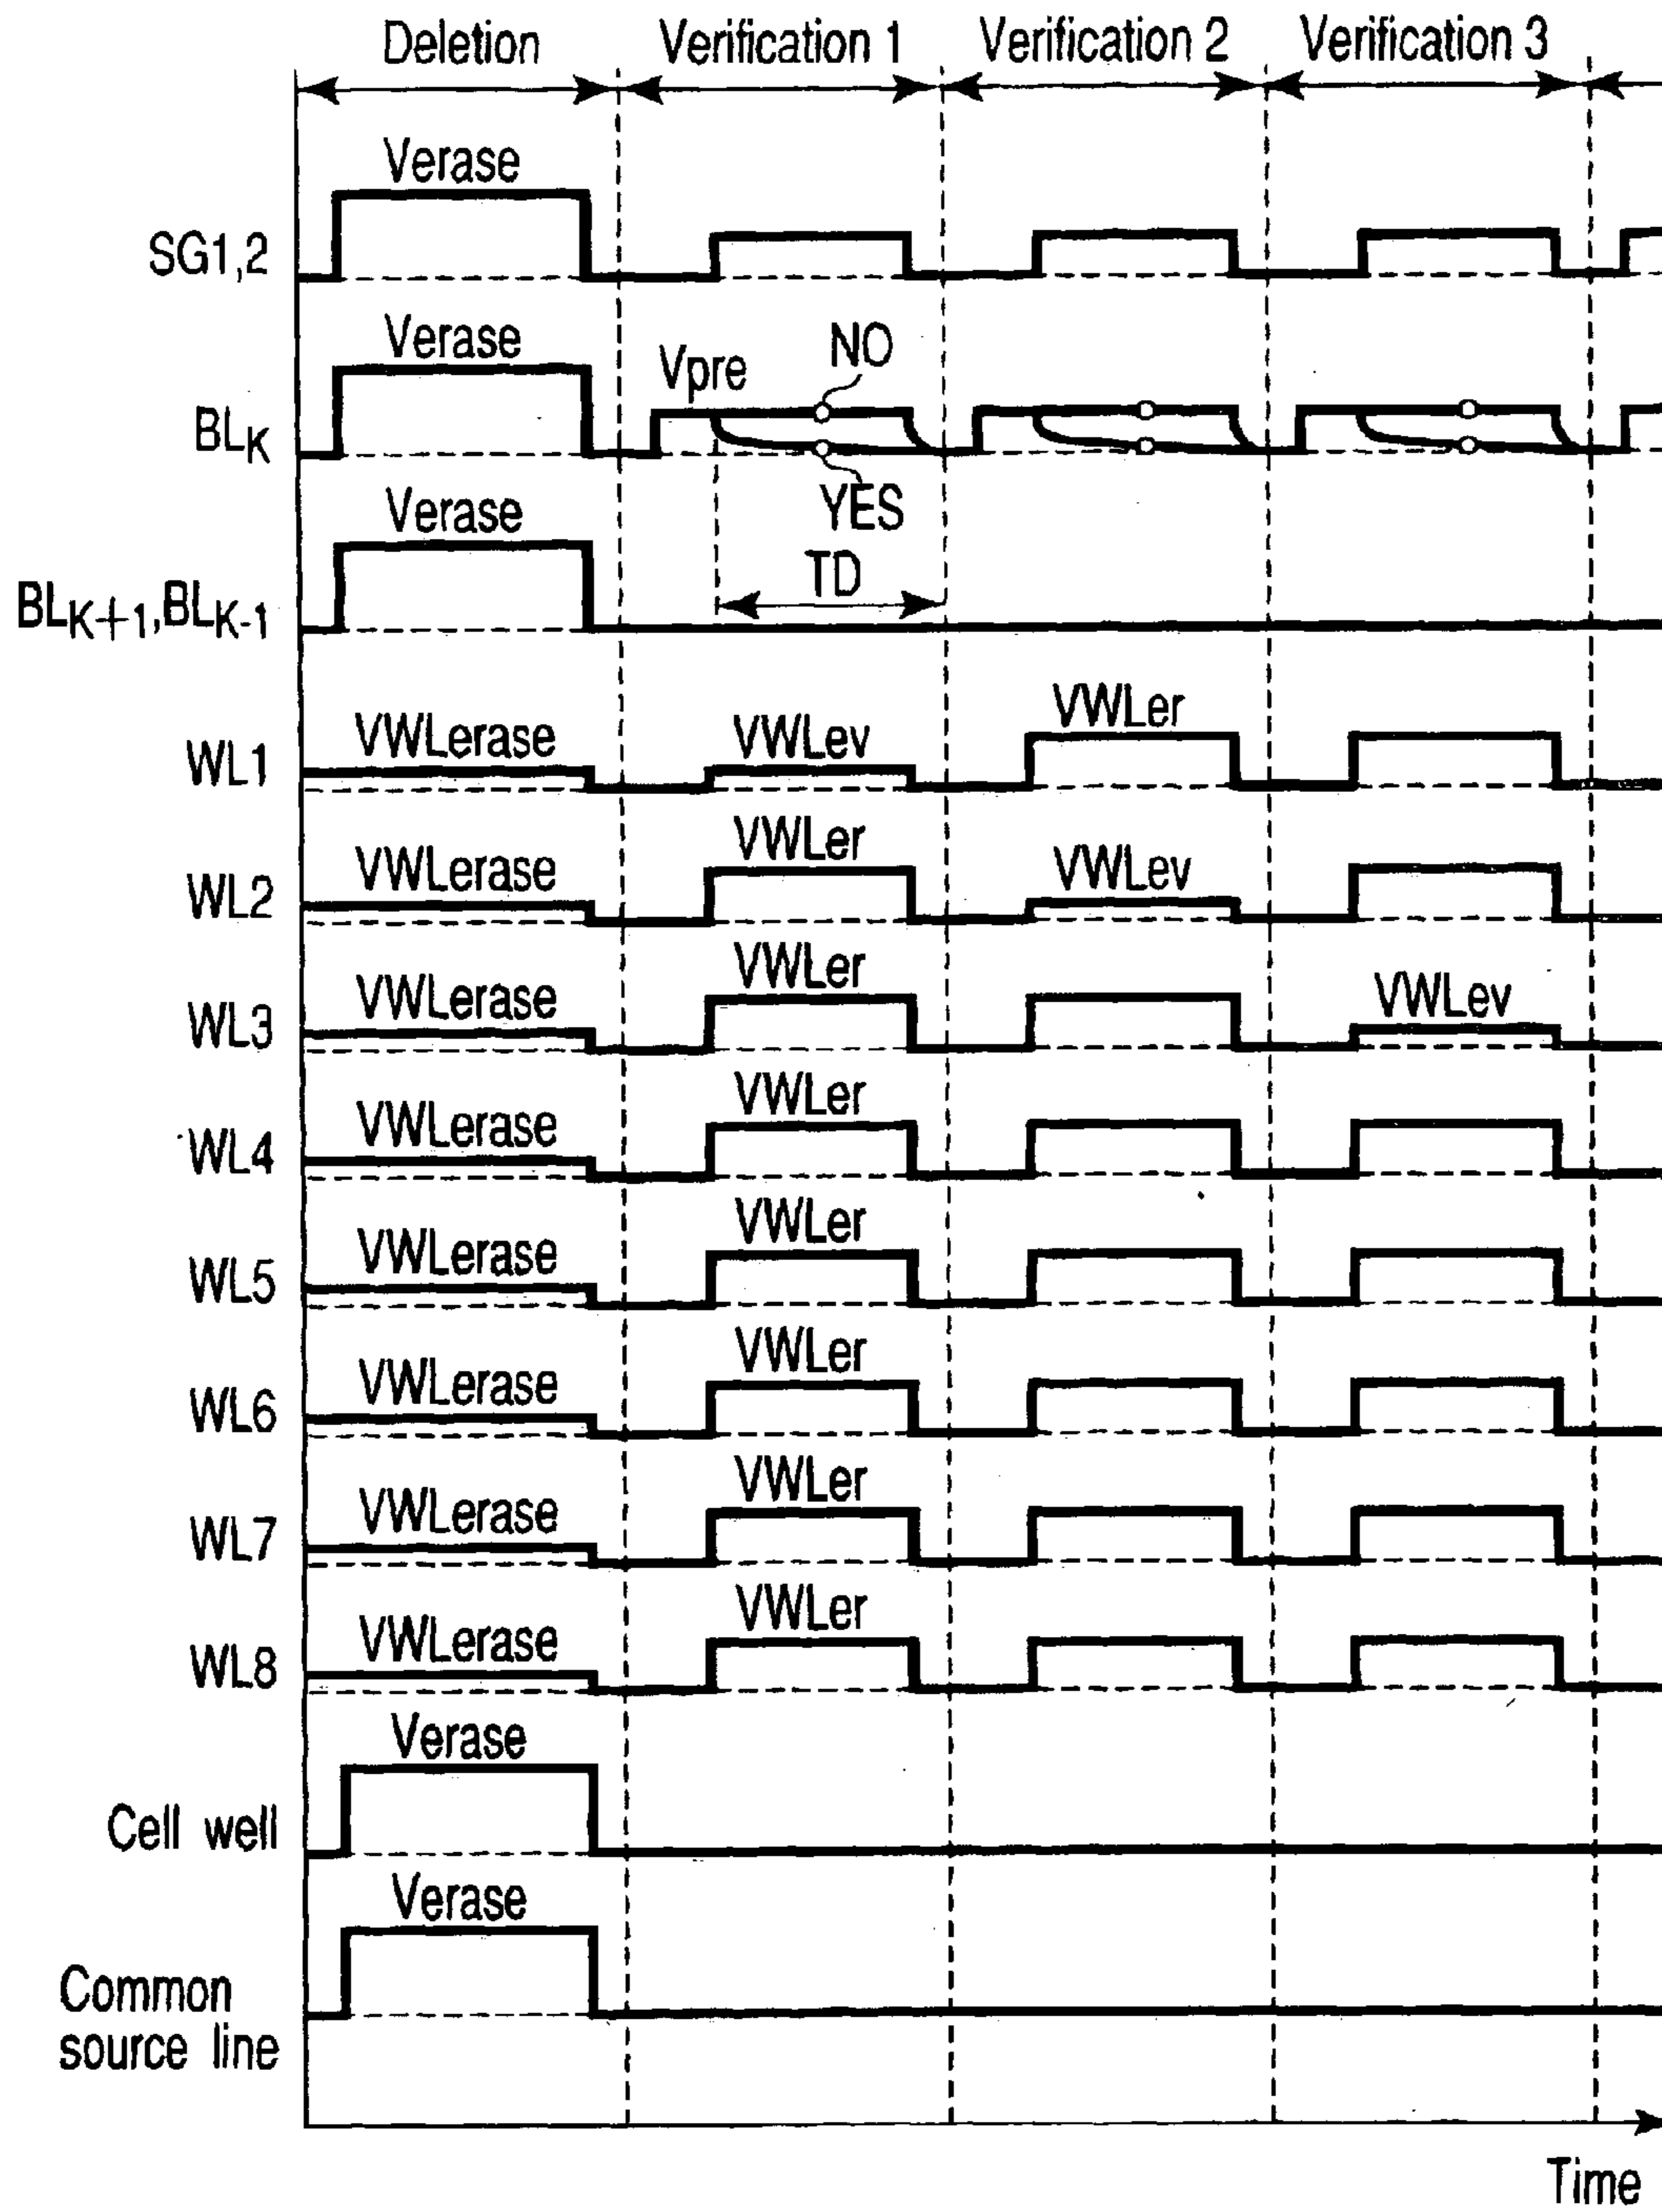 Deletion Verification 1 Verification 2 Verification 3
Verase
SG1,2
Verase
Vpre
NO
BLK
YES
Verase
TD
BLK+1,BLK-1
VWLerase VWLev VWLer
WL1
VWLerase VWLer VWLev
WL2
VWLerase VWLer VWLev
WL3
VWLerase VWLer
WL4
VWLerase VWLer
WL5
VWLerase VWLer
WL6
VWLerase VWLer
WL7
VWLerase VWLer
WL8
Verase
Cell well
Verase
Common
source line
Time